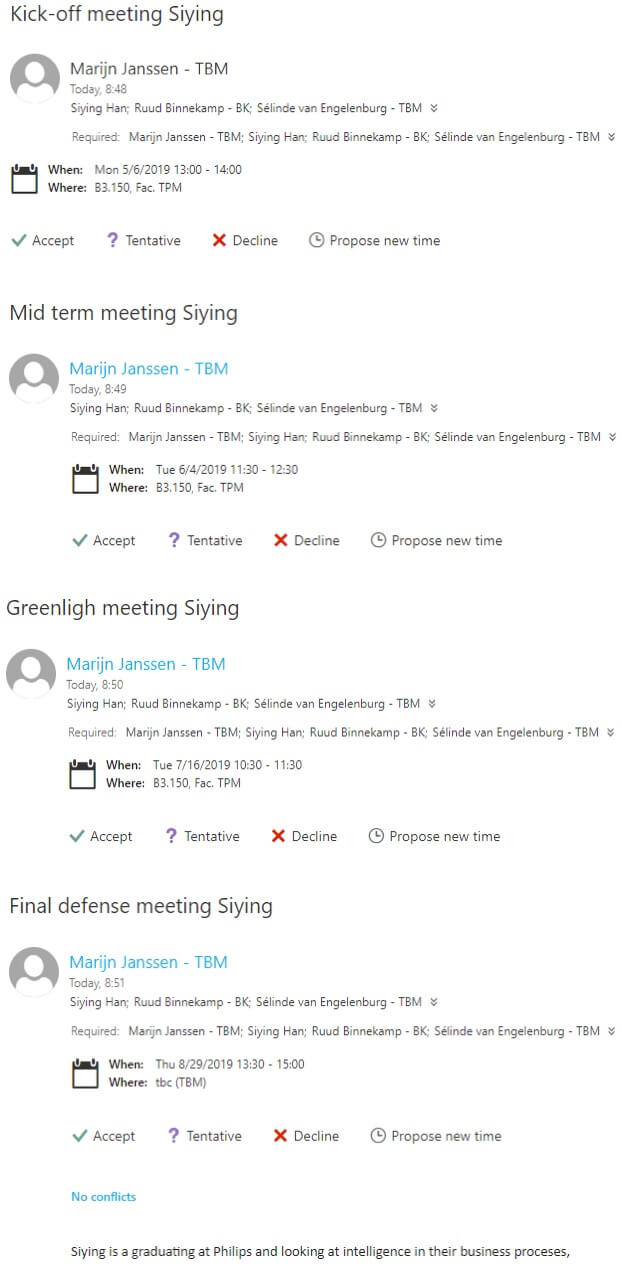 Kick-off meeting Siying
Marijn Janssen - TBM
Today, 8:48
Siying Han; Ruud Binnekamp - BK; Sélinde van Engelenburg - TBM
Required: Marijn Janssen - TBM; Siying Han; Ruud Binnekamp - BK; Sélinde van Engelenburg - TBM
When: Mon 5/6/2019 13:00 - 14:00
Where: B3.150, Fac. TPM
Accept ? Tentative Decline Propose new time
Mid term meeting Siying
Marijn Janssen - TBM
Today, 8:49
Siying Han; Ruud Binnekamp - BK; Sélinde van Engelenburg - TBM
Required: Marijn Janssen - TBM; Siying Han; Ruud Binnekamp - BK; Sélinde van Engelenburg - TBM
When: Tue 6/4/2019 11:30 - 12:30
Where: B3.150, Fac. TPM
Accept ? Tentative Decline Propose new time
Greenligh meeting Siying
Marijn Janssen - TBM
Today, 8:50
Siying Han; Ruud Binnekamp - BK; Sélinde van Engelenburg - TBM
Required: Marijn Janssen - TBM; Siying Han; Ruud Binnekamp - BK; Sélinde van Engelenburg - TBM
When: Tue 7/16/2019 10:30 - 11:30
Where: B3.150, Fac. TPM
Accept ? Tentative Decline Propose new time
Final defense meeting Siying
Marijn Janssen - TBM
Today, 8:51
Siying Han; Ruud Binnekamp - BK; Sélinde van Engelenburg - TBM
Required: Marijn Janssen - TBM; Siying Han; Ruud Binnekamp - BK; Sélinde van Engelenburg - TBM
When: Thu 8/29/2019 13:30 - 15:00
Where: tbc (TBM)
Accept ? Tentative Decline Propose new time
No conflicts
Siying is a graduating at Philips and looking at intelligence in their business proceses,